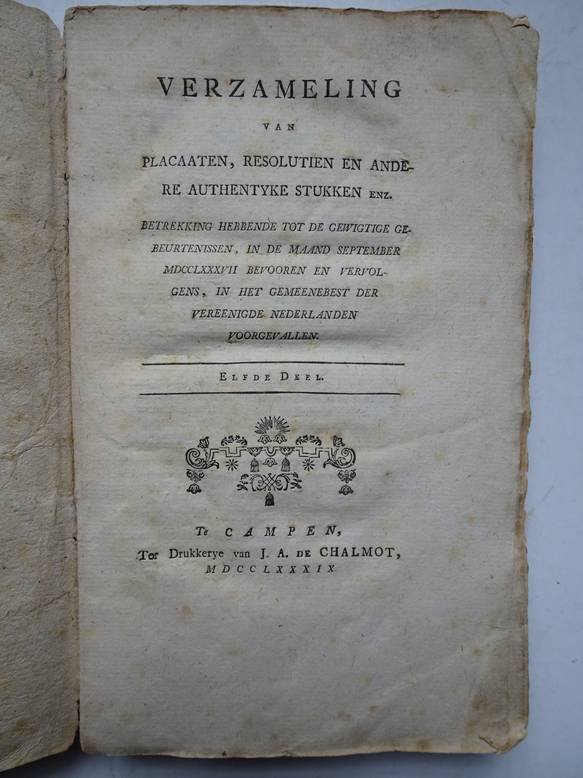 VERZAMELING
VAN
PLACAATEN, RESOLUTIEN EN ANDE-
RE AUTHENTYKE STUKKEN ENZ.
BETREKKING HEBBENDE TOT DE GEWIGTIGE GE-
BEURTENISSEN, IN DE MAAND SEPTEMBER
MDCCLXXXVII BEVOOREN EN VERVOL-
GENS, IN HET GEMEENEBEST DER
VEREENIGDE NEDERLANDEN
VOORGEVALLEN.
ELFDE DEEL.
Te CAMPEN,
Ter Drukkerye van J. A. DE CHALMOT,
MDCCLXXXIX